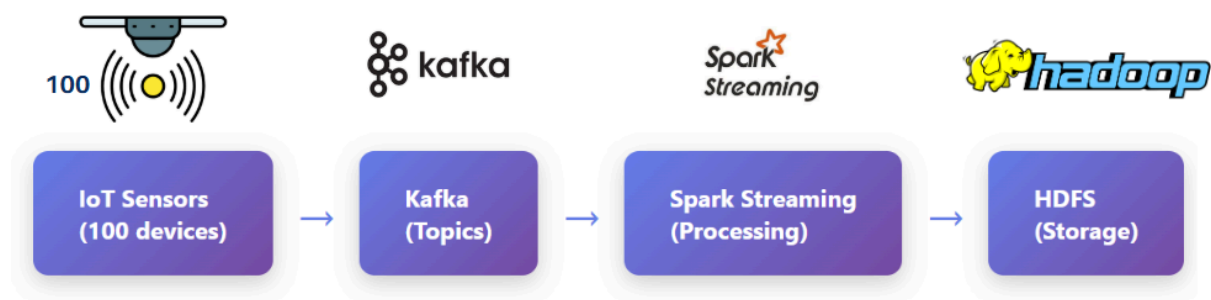 100
kafka
Spark
Streaming
hadoop
IoT Sensors
(100 devices)
Kafka
(Topics)
Spark Streaming
(Processing)
HDFS
(Storage)